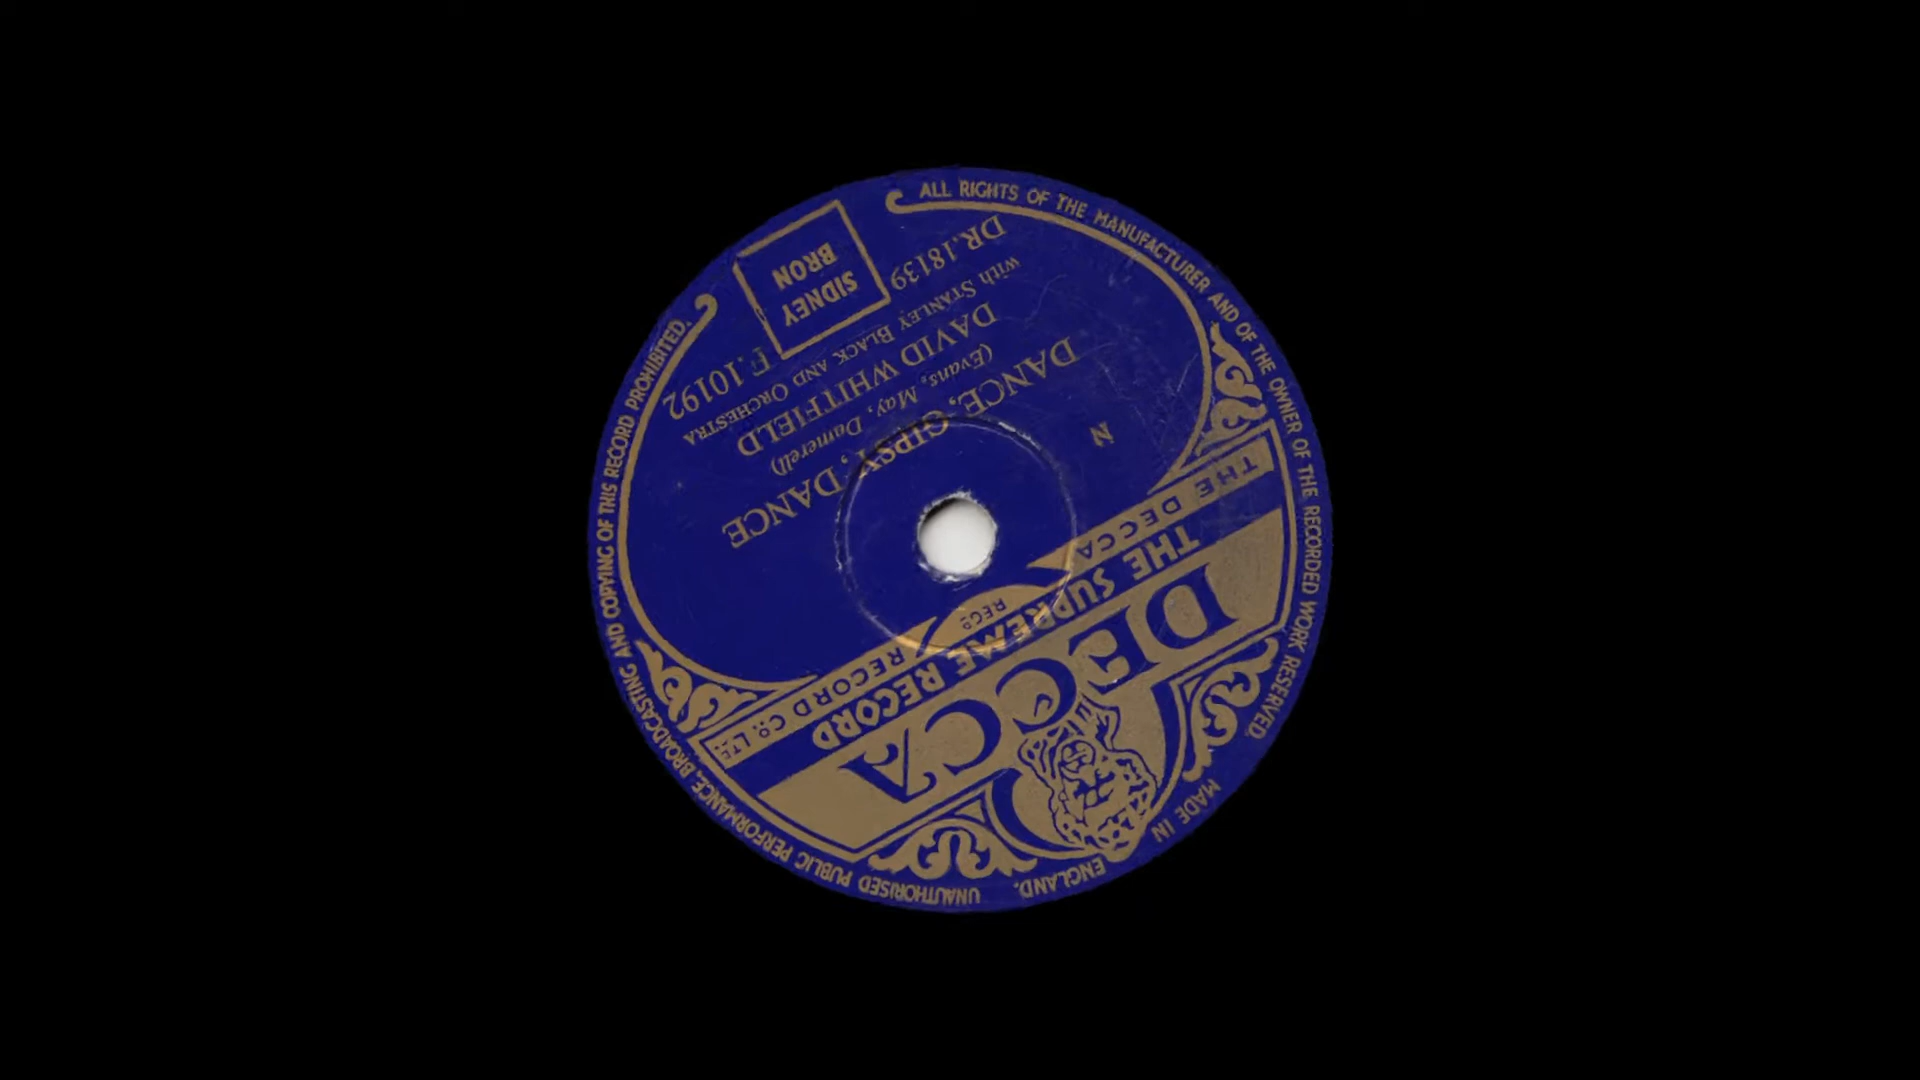 DECCA
THE SUPREME RECORD
REGD
THE DECCA RECORD CO. LTD.
N
DANCE, GIPSY, DANCE
(Evans, May, Damerell)
DAVID WHITFIELD
with STANLEY BLACK AND ORCHESTRA
DR.18139
F.10192
SIDNEY
BRON
MADE IN ENGLAND.
ALL RIGHTS OF THE MANUFACTURER AND OF THE OWNER OF THE RECORDED WORK RESERVED.
UNAUTHORISED PUBLIC PERFORMANCE, BROADCASTING AND COPYING OF THIS RECORD PROHIBITED.